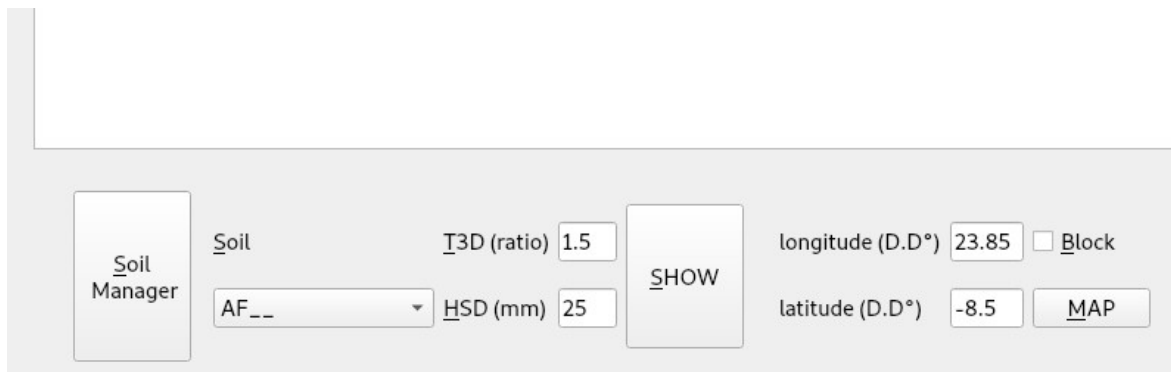 Soil
Manager
Soil
AF__
T3D (ratio) 1.5
HSD (mm) 25
SHOW
longitude (D.D°) 23.85 Block
latitude (D.D°) -8.5 MAP